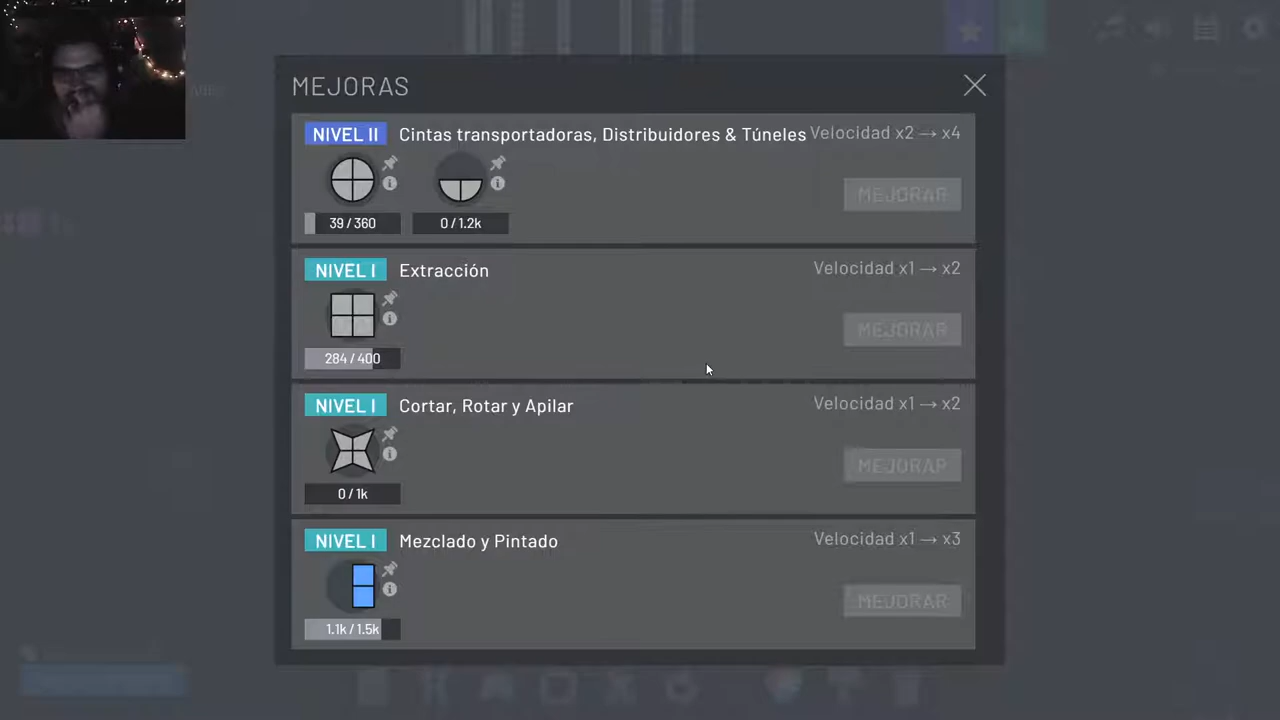 MEJORAS
NIVEL II Cintas transportadoras, Distribuidores & Túneles Velocidad x2 → x4
39 / 360 0 / 1.2k
MEJORAR
NIVEL I Extracción Velocidad x1 → x2
284 / 400
MEJORAR
NIVEL I Cortar, Rotar y Apilar Velocidad x1 → x2
0 / 1k
MEJORAR
NIVEL I Mezclado y Pintado Velocidad x1 → x3
1.1k / 1.5k
MEJORAR